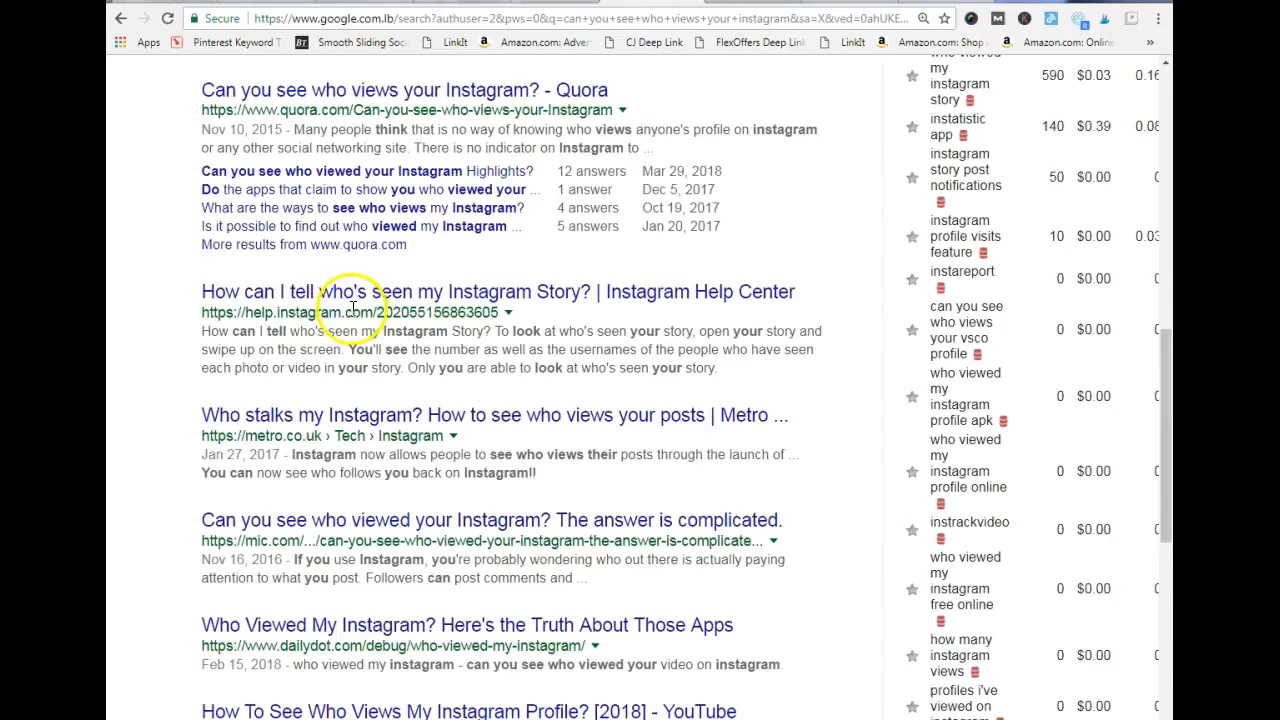 Secure https://www.google.com.lb/search?authuser=2&pws=0&q=can+you+see+who+views+your+instagram&sa=X&ved=0ahUKE...
Apps Pinterest Keyword T Smooth Sliding Soc LinkIt Amazon.com: Adver CJ Deep Link FlexOffers Deep Link LinkIt Amazon.com: Shop Amazon.com: Online »
Can you see who views your Instagram? - Quora
https://www.quora.com/Can-you-see-who-views-your-Instagram
Nov 10, 2015 - Many people think that is no way of knowing who views anyone's profile on instagram
or any other social networking site. There is no indicator on Instagram to ...
Can you see who viewed your Instagram Highlights? 12 answers Mar 29, 2018
Do the apps that claim to show you who viewed your ... 1 answer Dec 5, 2017
What are the ways to see who views my Instagram? 4 answers Oct 19, 2017
Is it possible to find out who viewed my Instagram ... 5 answers Jan 20, 2017
More results from www.quora.com
How can I tell who's seen my Instagram Story? | Instagram Help Center
https://help.instagram.com/202055156863605
How can I tell who's seen my Instagram Story? To look at who's seen your story, open your story and
swipe up on the screen. You'll see the number as well as the usernames of the people who have seen
each photo or video in your story. Only you are able to look at who's seen your story.
Who stalks my Instagram? How to see who views your posts | Metro ...
https://metro.co.uk › Tech › Instagram
Jan 27, 2017 - Instagram now allows people to see who views their posts through the launch of ...
You can now see who follows you back on Instagram!!
Can you see who viewed your Instagram? The answer is complicated.
https://mic.com/.../can-you-see-who-viewed-your-instagram-the-answer-is-complicate...
Nov 16, 2016 - If you use Instagram, you're probably wondering who out there is actually paying
attention to what you post. Followers can post comments and ...
Who Viewed My Instagram? Here's the Truth About Those Apps
https://www.dailydot.com/debug/who-viewed-my-instagram/
Feb 15, 2018 - who viewed my instagram - can you see who viewed your video on instagram.
How To See Who Views My Instagram Profile? [2018] - YouTube
who viewed
my
instagram
story 590 $0.03 0.16
instatistic
app 140 $0.39 0.08
instagram
story post
notifications 50 $0.00 0
instagram
profile visits
feature 10 $0.00 0.03
instareport 0 $0.00 0
can you see
who views
your vsco
profile 0 $0.00 0
who viewed
my
instagram
profile apk 0 $0.00 0
who viewed
my
instagram
profile online 0 $0.00 0
instrackvideo 0 $0.00 0
who viewed
my
instagram
free online 0 $0.00 0
how many
instagram
views 0 $0.00 0
profiles i've
viewed on
instagram 0 $0.00 0